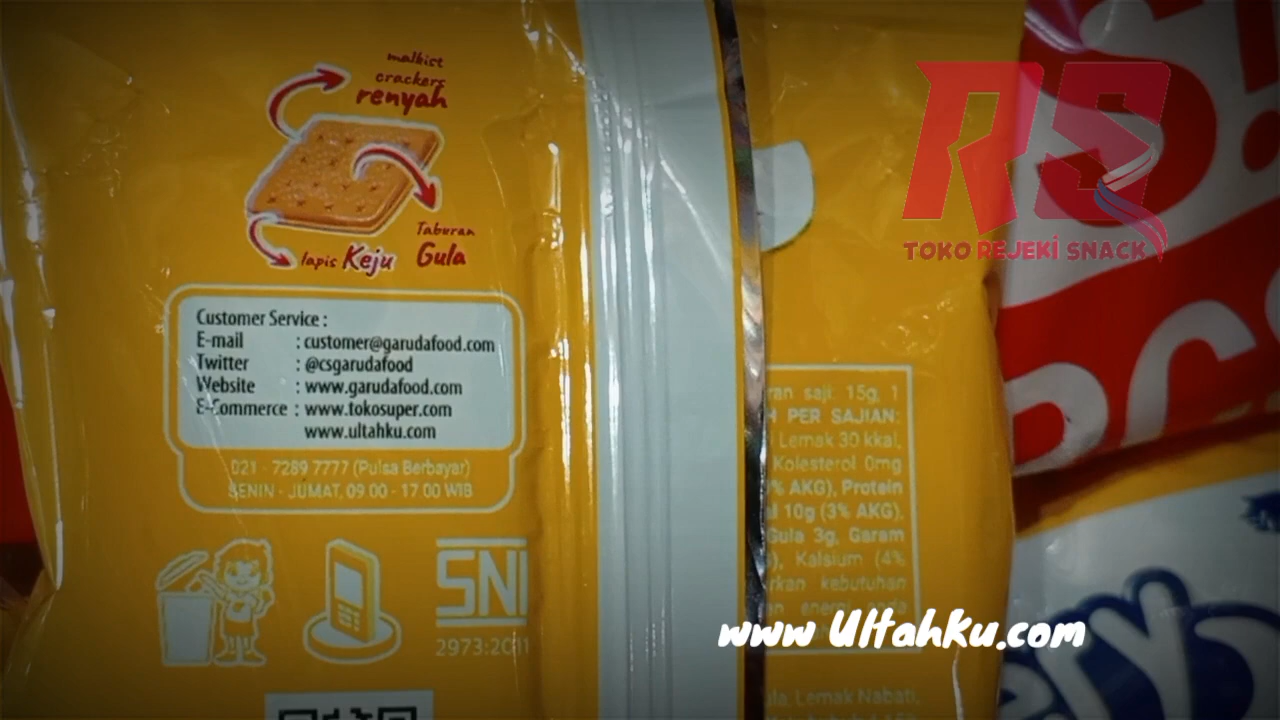 malkist
crackers
renyah
Taburan
Gula
lapis Keju
Customer Service :
E-mail : customer@garudafood.com
Twitter : @csgarudafood
Website : www.garudafood.com
E-Commerce : www.tokosuper.com
www.ultahku.com
021 - 7289 7777 (Pulsa Berbayar)
SENIN - JUMAT, 09.00 - 17.00 WIB
SNI
2973:2011
RS
TOKO REJEKI SNACK
saji: 15g, 1
PER SAJIAN:
Lemak 30 kkal,
Kolesterol 0mg
% AKG), Protein
10g (3% AKG),
Gula 3g, Garam
Kalsium (4%
kebutuhan
www UltahKu.com
Lemak Nabati,